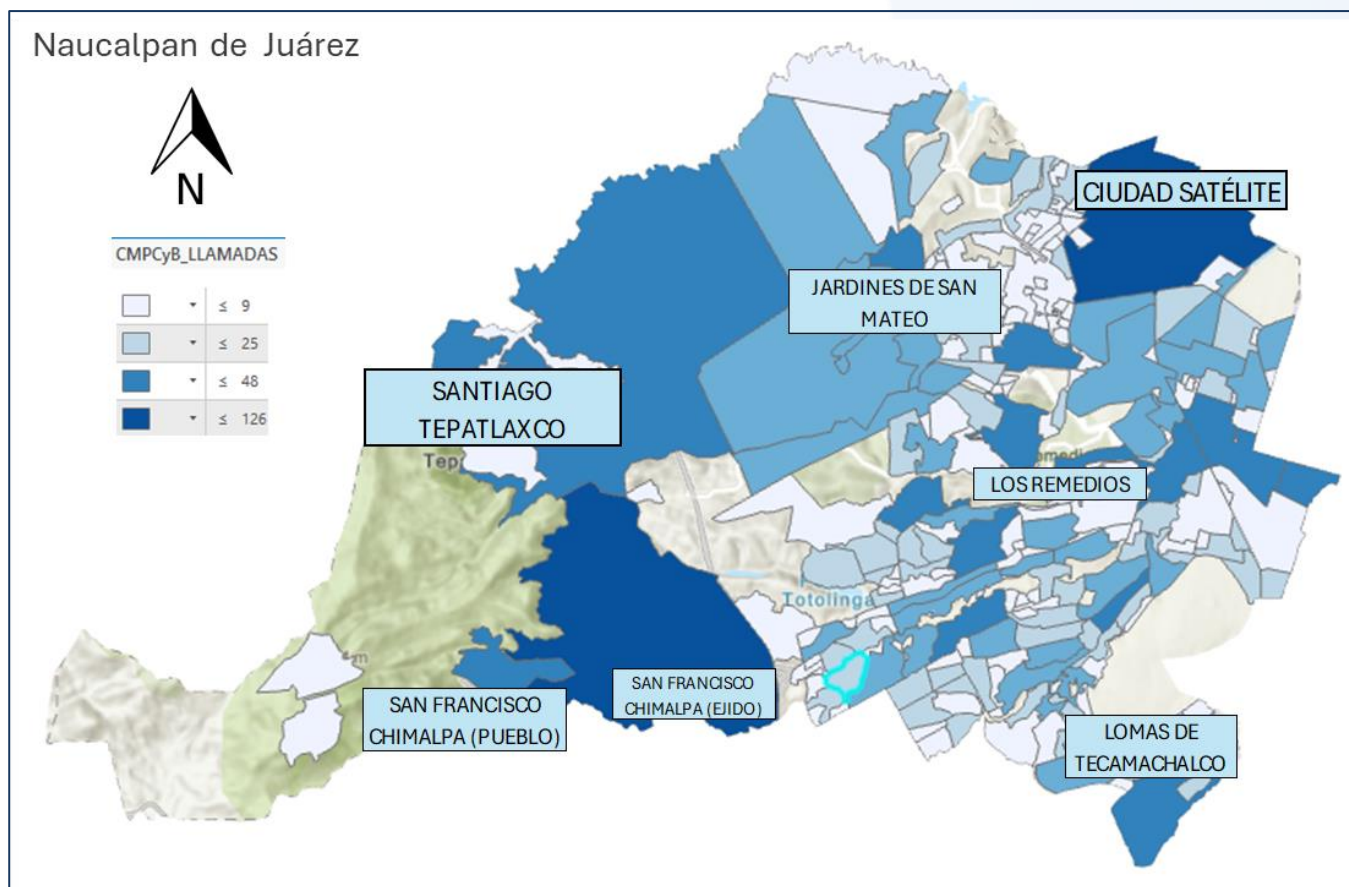 Naucalpan de Juárez
N
CMPCyB_LLAMADAS
≤ 9
≤ 25
≤ 48
≤ 126
CIUDAD SATÉLITE
JARDINES DE SAN
MATEO
SANTIAGO
TEPATLAXCO
LOS REMEDIOS
Totolinga
SAN FRANCISCO
CHIMALPA (EJIDO)
SAN FRANCISCO
CHIMALPA (PUEBLO)
LOMAS DE
TECAMACHALCO